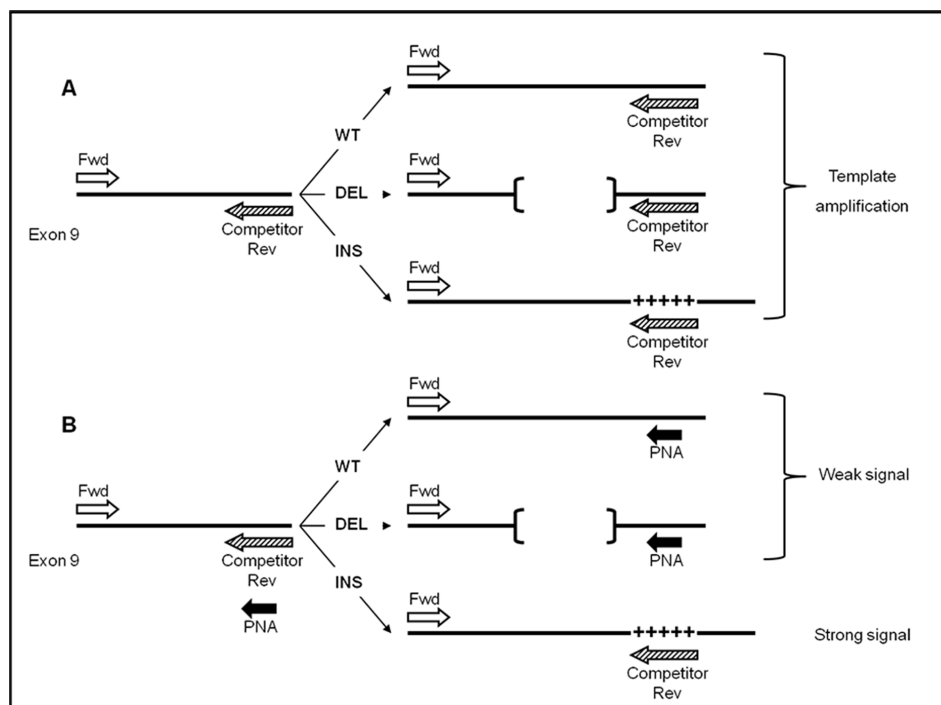 A
Fwd
Exon 9
Competitor
Rev
WT
DEL
INS
Fwd
Competitor
Rev
Fwd
Competitor
Rev
Fwd
+++++
Competitor
Rev
Template
amplification
B
Fwd
Exon 9
Competitor
Rev
PNA
WT
DEL
INS
Fwd
PNA
Fwd
PNA
Fwd
+++++
Competitor
Rev
Weak signal
Strong signal